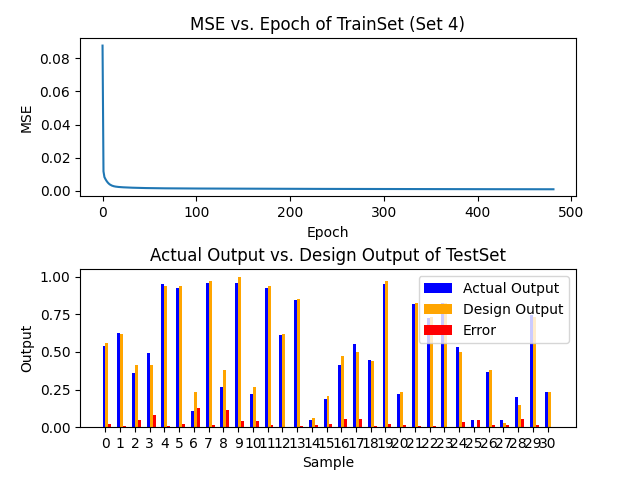 MSE vs. Epoch of TrainSet (Set 4)
0.08
0.06
0.04
0.02
0.00
MSE
0 100 200 300 400 500
Epoch
Actual Output vs. Design Output of TestSet
1.00
0.75
0.50
0.25
0.00
Output
Actual Output
Design Output
Error
0 1 2 3 4 5 6 7 8 9 10 11 12 13 14 15 16 17 18 19 20 21 22 23 24 25 26 27 28 29 30
Sample